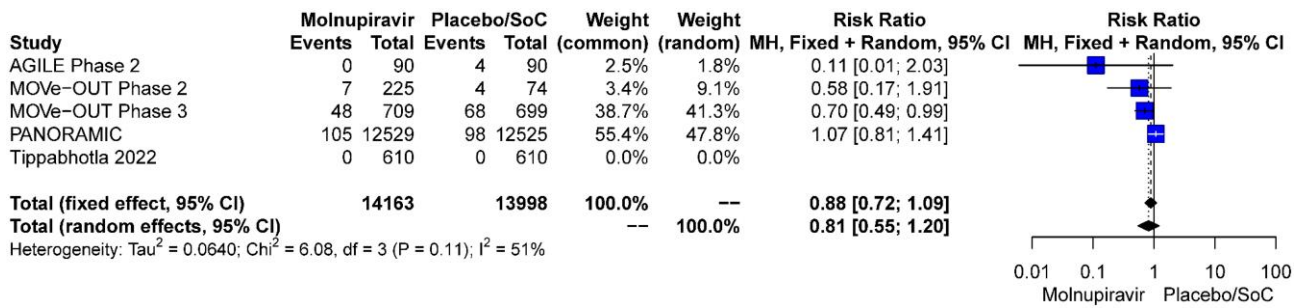 Molnupiravir Placebo/SoC Weight Weight Risk Ratio Risk Ratio
Study Events Total Events Total (common) (random) MH, Fixed + Random, 95% CI MH, Fixed + Random, 95% CI
AGILE Phase 2 0 90 4 90 2.5% 1.8% 0.11 [0.01; 2.03]
MOVe−OUT Phase 2 7 225 4 74 3.4% 9.1% 0.58 [0.17; 1.91]
MOVe−OUT Phase 3 48 709 68 699 38.7% 41.3% 0.70 [0.49; 0.99]
PANORAMIC 105 12529 98 12525 55.4% 47.8% 1.07 [0.81; 1.41]
Tippabhotla 2022 0 610 0 610 0.0% 0.0%
Total (fixed effect, 95% CI) 14163 13998 100.0% −− 0.88 [0.72; 1.09]
Total (random effects, 95% CI) −− 100.0% 0.81 [0.55; 1.20]
Heterogeneity: Tau² = 0.0640; Chi² = 6.08, df = 3 (P = 0.11); I² = 51%
0.01 0.1 1 10 100
Molnupiravir Placebo/SoC